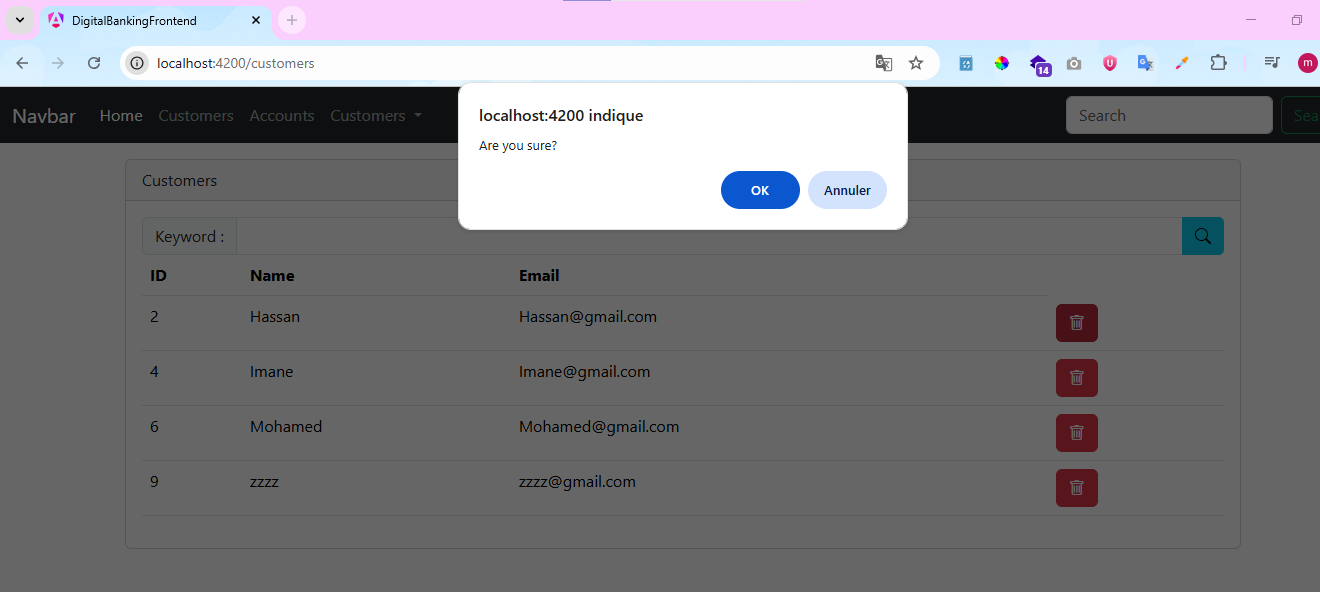 DigitalBankingFrontend
localhost:4200/customers
14
m
Navbar Home Customers Accounts Customers
Search
Sea
localhost:4200 indique
Are you sure?
OK Annuler
Customers
Keyword :
ID Name Email
2 Hassan Hassan@gmail.com
4 Imane Imane@gmail.com
6 Mohamed Mohamed@gmail.com
9 zzzz zzzz@gmail.com